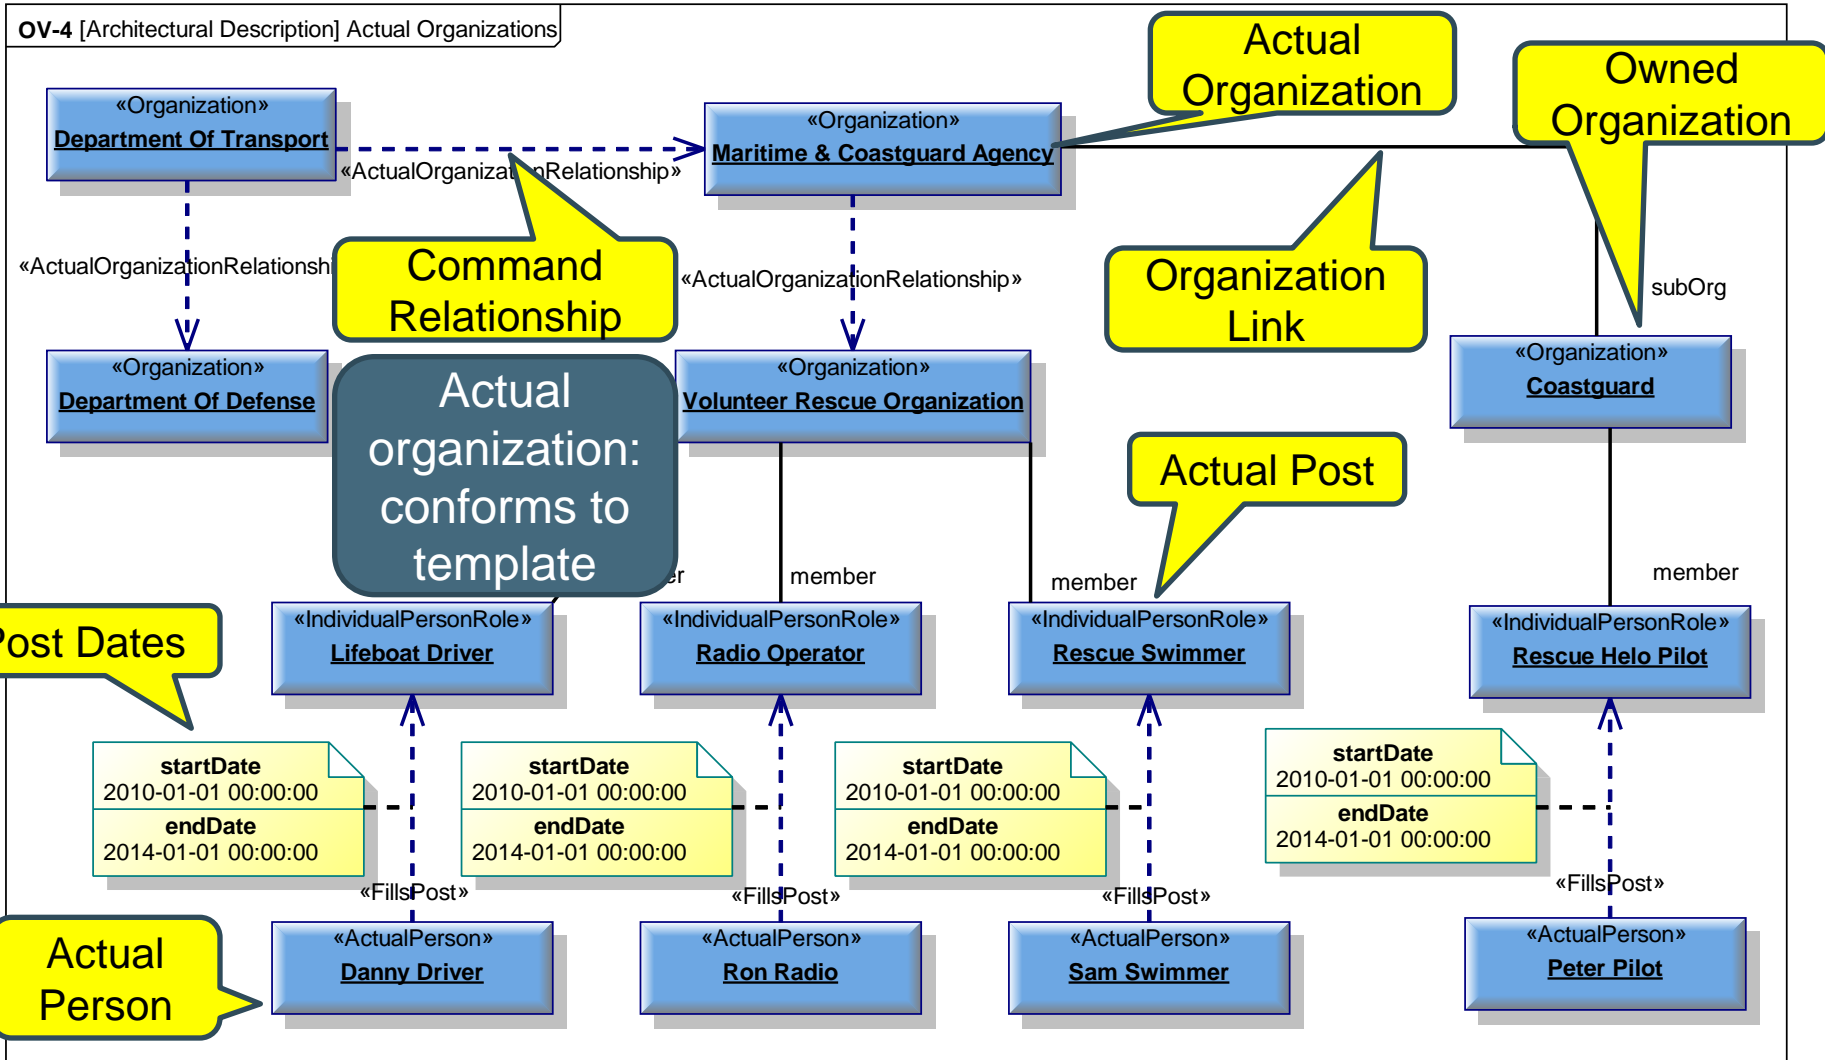 OV-4 [Architectural Description] Actual Organizations
Actual
Organization
Owned
Organization
«Organization»
Department Of Transport
«Organization»
Maritime & Coastguard Agency
«ActualOrganizationRelationship»
Command
Relationship
Organization
Link
«ActualOrganizationRelationshi
«ActualOrganizationRelationship»
subOrg
«Organization»
Department Of Defense
Actual
organization:
conforms to
template
«Organization»
Volunteer Rescue Organization
«Organization»
Coastguard
Actual Post
er
member
member
member
Post Dates
«IndividualPersonRole»
Lifeboat Driver
«IndividualPersonRole»
Radio Operator
«IndividualPersonRole»
Rescue Swimmer
«IndividualPersonRole»
Rescue Helo Pilot
startDate
2010-01-01 00:00:00
endDate
2014-01-01 00:00:00
startDate
2010-01-01 00:00:00
endDate
2014-01-01 00:00:00
startDate
2010-01-01 00:00:00
endDate
2014-01-01 00:00:00
startDate
2010-01-01 00:00:00
endDate
2014-01-01 00:00:00
«FillsPost»
«FillsPost»
«FillsPost»
«FillsPost»
Actual
Person
«ActualPerson»
Danny Driver
«ActualPerson»
Ron Radio
«ActualPerson»
Sam Swimmer
«ActualPerson»
Peter Pilot